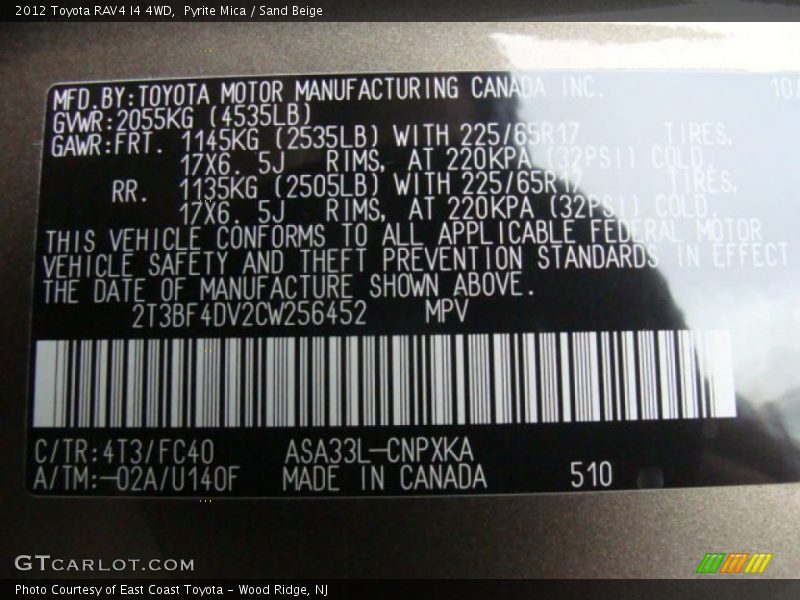 2012 Toyota RAV4 I4 4WD,  Pyrite Mica / Sand Beige
MFD.BY:TOYOTA MOTOR MANUFACTURING CANADA INC. 10/
GVWR:2055KG (4535LB)
GAWR:FRT. 1145KG (2535LB) WITH 225/65R17 TIRES,
17X6. 5J RIMS, AT 220KPA (32PSI) COLD.
RR. 1135KG (2505LB) WITH 225/65R17 TIRES,
17X6. 5J RIMS, AT 220KPA (32PSI) COLD.
THIS VEHICLE CONFORMS TO ALL APPLICABLE FEDERAL MOTOR
VEHICLE SAFETY AND THEFT PREVENTION STANDARDS IN EFFECT
THE DATE OF MANUFACTURE SHOWN ABOVE.
2T3BF4DV2CW256452 MPV
C/TR:4T3/FC40 ASA33L-CNPXKA
A/TM:-02A/U140F MADE IN CANADA 510
GTCARLOT.COM
Photo Courtesy of East Coast Toyota - Wood Ridge, NJ